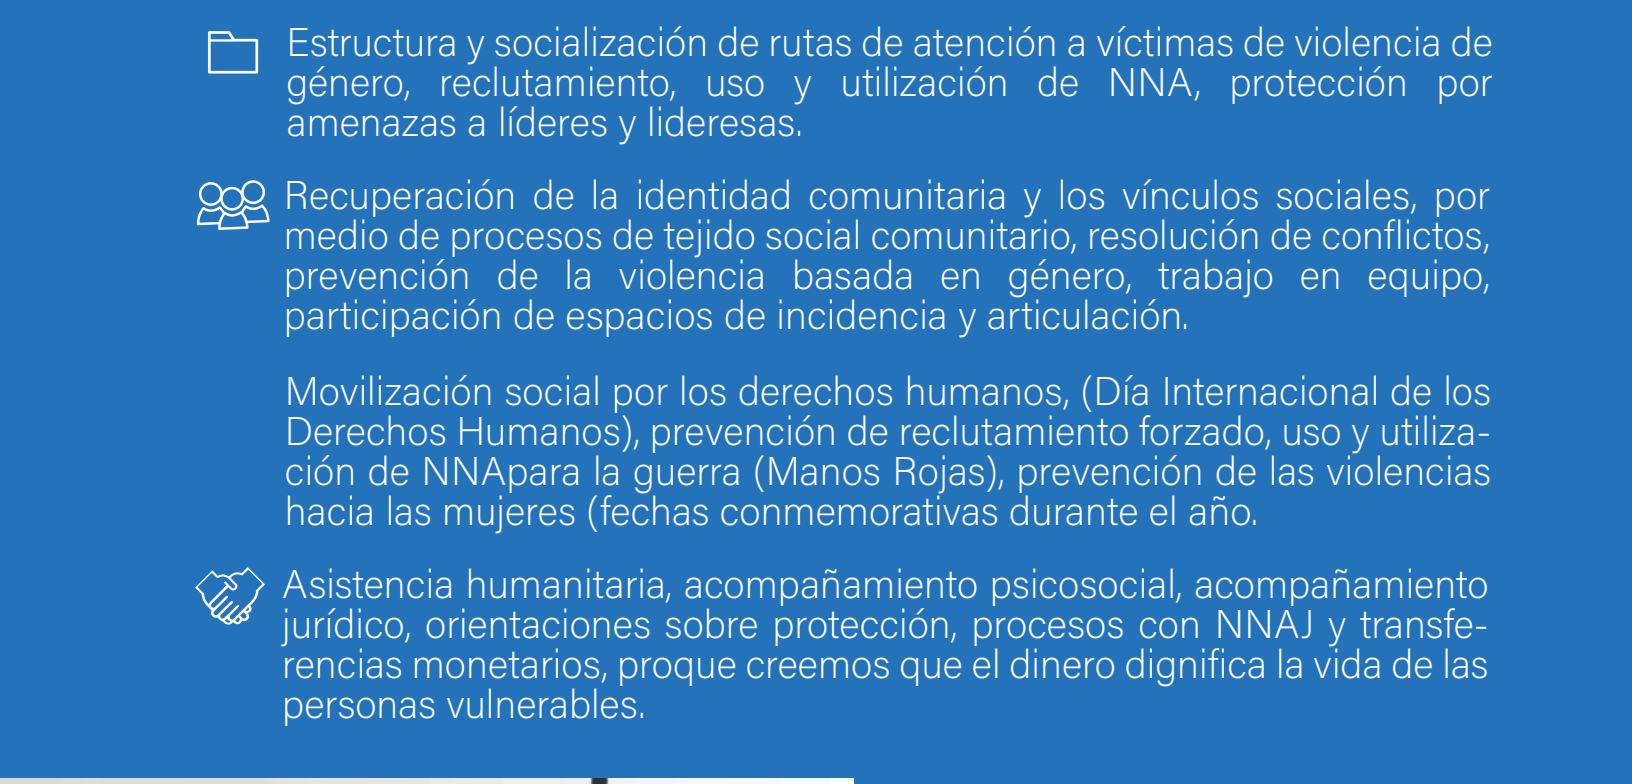 Estructura y socialización de rutas de atención a víctimas de violencia de
género, reclutamiento, uso y utilización de NNA, protección por
amenazas a líderes y lideresas.
Recuperación de la identidad comunitaria y los vínculos sociales, por
medio de procesos de tejido social comunitario, resolución de conflictos,
prevención de la violencia basada en género, trabajo en equipo,
participación de espacios de incidencia y articulación.
Movilización social por los derechos humanos, (Día Internacional de los
Derechos Humanos), prevención de reclutamiento forzado, uso y utiliza-
ción de NNApara la guerra (Manos Rojas), prevención de las violencias
hacia las mujeres (fechas conmemorativas durante el año.
Asistencia humanitaria, acompañamiento psicosocial, acompañamiento
jurídico, orientaciones sobre protección, procesos con NNAJ y transfe-
rencias monetarios, proque creemos que el dinero dignifica la vida de las
personas vulnerables.